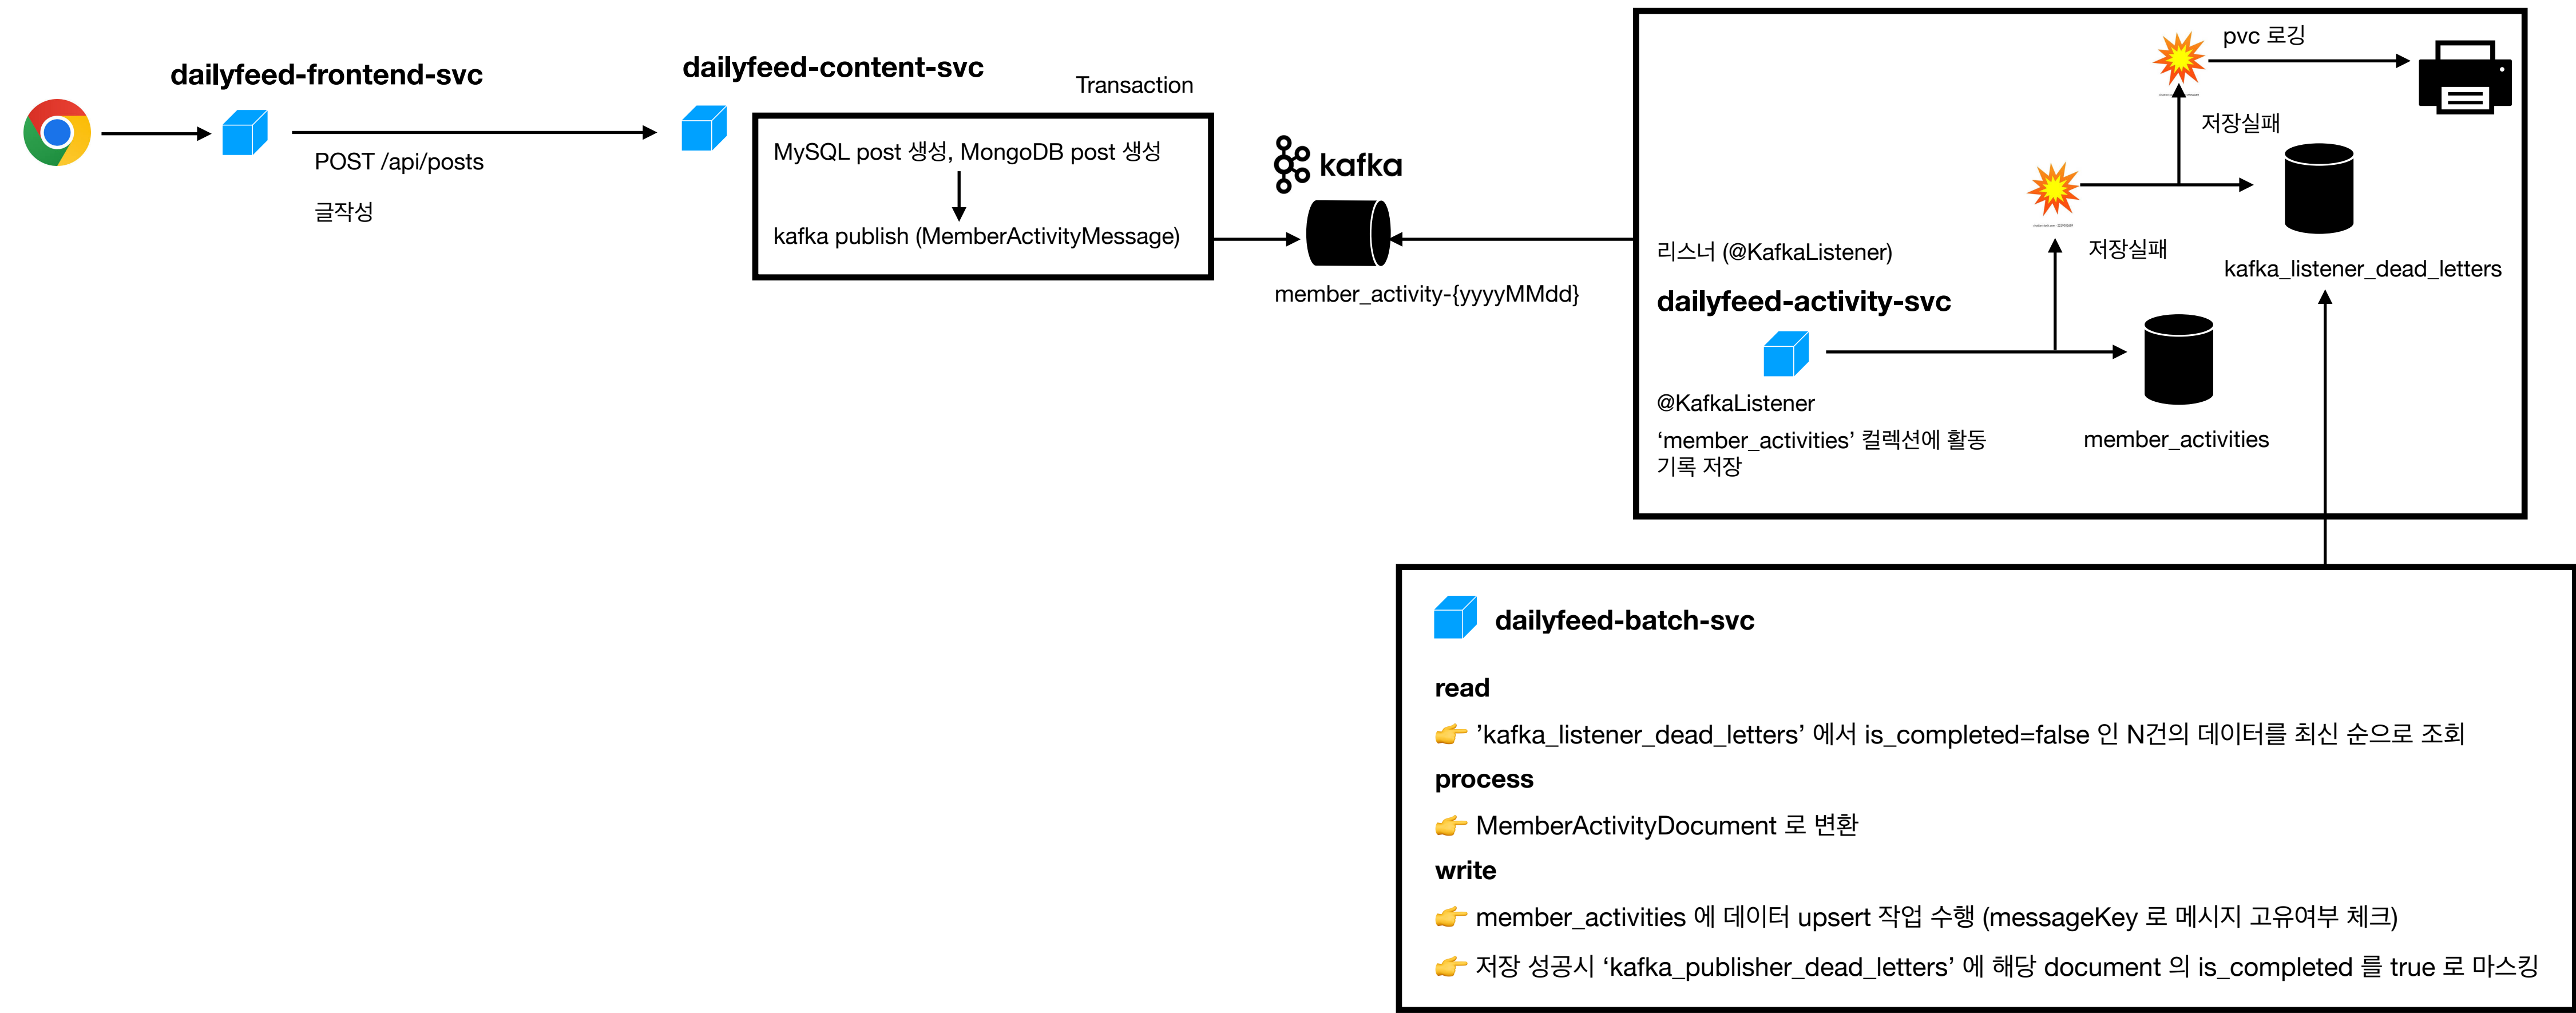 dailyfeed-frontend-svc
POST /api/posts
글작성
dailyfeed-content-svc
Transaction
MySQL post 생성, MongoDB post 생성
kafka publish (MemberActivityMessage)
kafka
member_activity-{yyyyMMdd}
pvc 로깅
저장실패
저장실패
kafka_listener_dead_letters
리스너 (@KafkaListener)
dailyfeed-activity-svc
@KafkaListener
‘member_activities’ 컬렉션에 활동
기록 저장
member_activities
dailyfeed-batch-svc
read
👉 ’kafka_listener_dead_letters’ 에서 is_completed=false 인 N건의 데이터를 최신 순으로 조회
process
👉 MemberActivityDocument 로 변환
write
👉 member_activities 에 데이터 upsert 작업 수행 (messageKey 로 메시지 고유여부 체크)
👉 저장 성공시 ‘kafka_publisher_dead_letters’ 에 해당 document 의 is_completed 를 true 로 마스킹